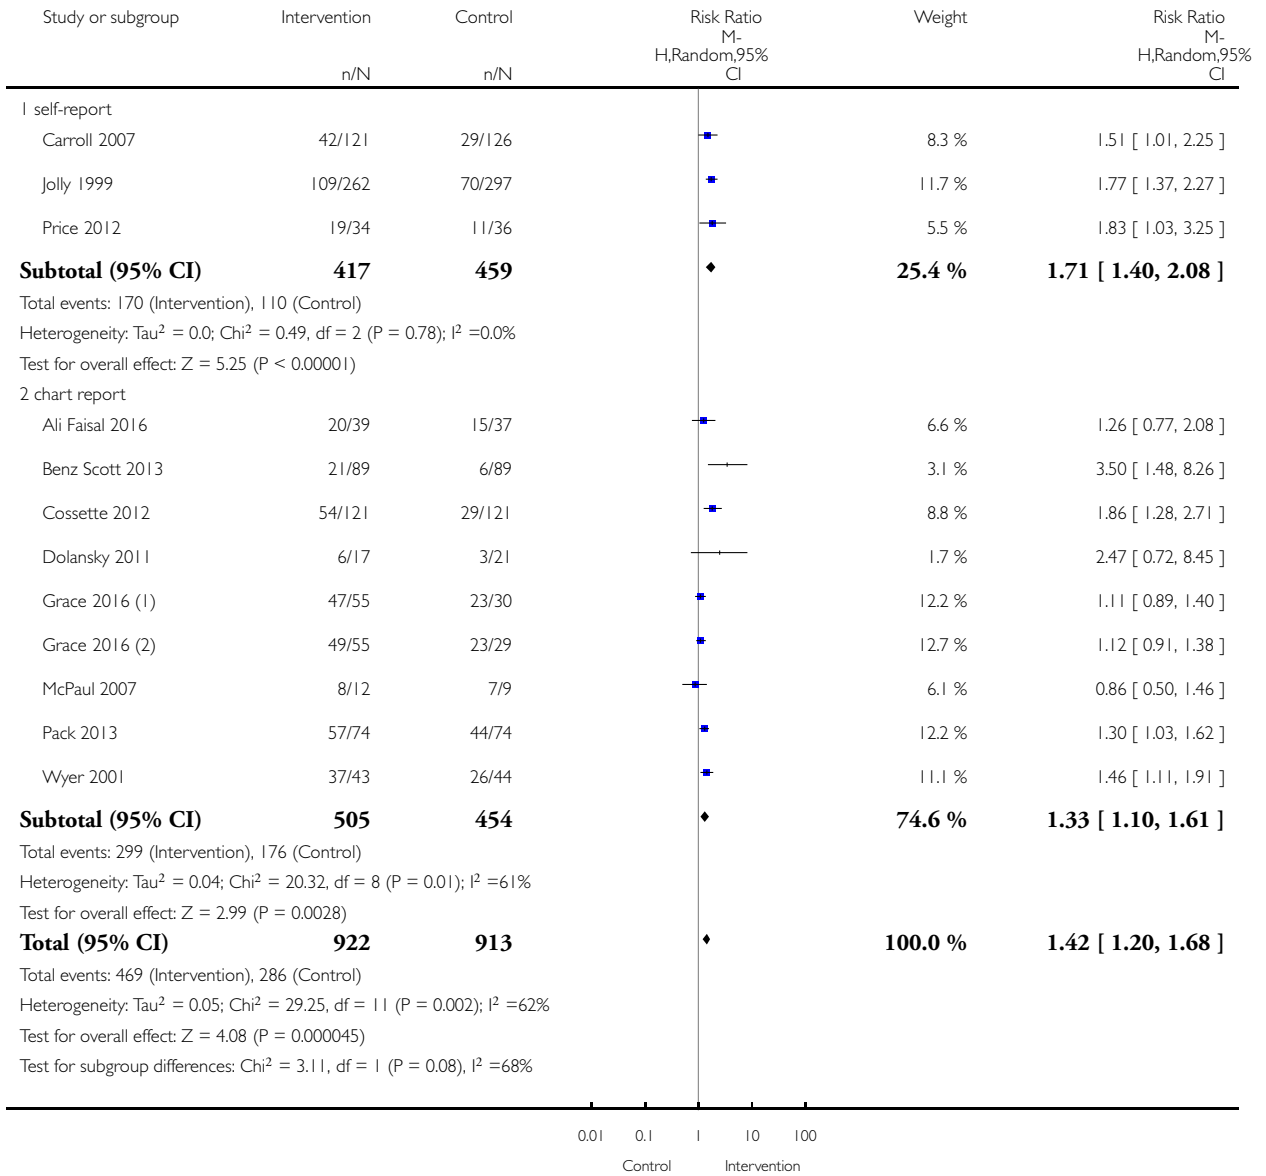 Study or subgroup Intervention Control Risk Ratio Weight Risk Ratio
M- M-
H,Random,95% H,Random,95%
n/N n/N CI CI
1 self-report
Carroll 2007 42/121 29/126 8.3 % 1.51 [ 1.01, 2.25 ]
Jolly 1999 109/262 70/297 11.7 % 1.77 [ 1.37, 2.27 ]
Price 2012 19/34 11/36 5.5 % 1.83 [ 1.03, 3.25 ]
Subtotal (95% CI) 417 459 25.4 % 1.71 [ 1.40, 2.08 ]
Total events: 170 (Intervention), 110 (Control)
Heterogeneity: Tau² = 0.0; Chi² = 0.49, df = 2 (P = 0.78); I² =0.0%
Test for overall effect: Z = 5.25 (P < 0.00001)
2 chart report
Ali Faisal 2016 20/39 15/37 6.6 % 1.26 [ 0.77, 2.08 ]
Benz Scott 2013 21/89 6/89 3.1 % 3.50 [ 1.48, 8.26 ]
Cossette 2012 54/121 29/121 8.8 % 1.86 [ 1.28, 2.71 ]
Dolansky 2011 6/17 3/21 1.7 % 2.47 [ 0.72, 8.45 ]
Grace 2016 (1) 47/55 23/30 12.2 % 1.11 [ 0.89, 1.40 ]
Grace 2016 (2) 49/55 23/29 12.7 % 1.12 [ 0.91, 1.38 ]
McPaul 2007 8/12 7/9 6.1 % 0.86 [ 0.50, 1.46 ]
Pack 2013 57/74 44/74 12.2 % 1.30 [ 1.03, 1.62 ]
Wyer 2001 37/43 26/44 11.1 % 1.46 [ 1.11, 1.91 ]
Subtotal (95% CI) 505 454 74.6 % 1.33 [ 1.10, 1.61 ]
Total events: 299 (Intervention), 176 (Control)
Heterogeneity: Tau² = 0.04; Chi² = 20.32, df = 8 (P = 0.01); I² =61%
Test for overall effect: Z = 2.99 (P = 0.0028)
Total (95% CI) 922 913 100.0 % 1.42 [ 1.20, 1.68 ]
Total events: 469 (Intervention), 286 (Control)
Heterogeneity: Tau² = 0.05; Chi² = 29.25, df = 11 (P = 0.002); I² =62%
Test for overall effect: Z = 4.08 (P = 0.000045)
Test for subgroup differences: Chi² = 3.11, df = 1 (P = 0.08), I² =68%
0.01 0.1 1 10 100
Control Intervention